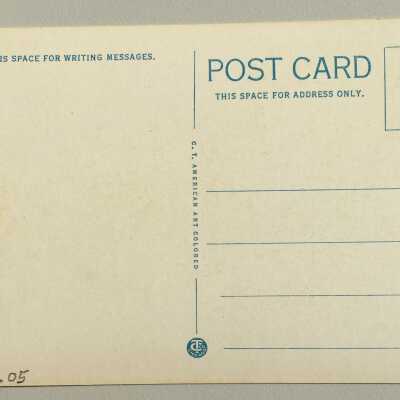 IS SPACE FOR WRITING MESSAGES.
POST CARD
THIS SPACE FOR ADDRESS ONLY.
C. T. AMERICAN ART COLORED
.05